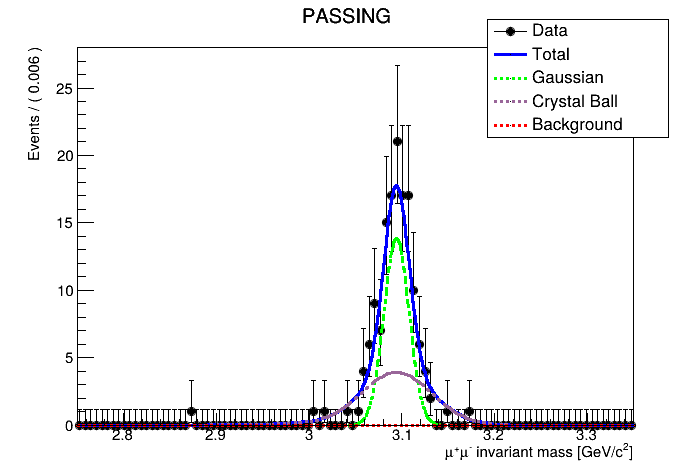 PASSING
Data
Total
Gaussian
Crystal Ball
Background
Events / ( 0.006 )
25
20
15
10
5
0
2.8 2.9 3 3.1 3.2 3.3
μ⁺μ⁻ invariant mass [GeV/c²]